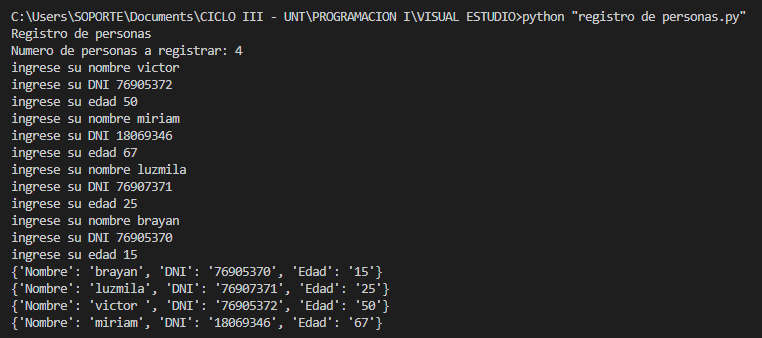 C:\Users\SOPORTE\Documents\CICLO III - UNT\PROGRAMACION I\VISUAL ESTUDIO>python "registro de personas.py"
Registro de personas
Numero de personas a registrar: 4
ingrese su nombre victor
ingrese su DNI 76905372
ingrese su edad 50
ingrese su nombre miriam
ingrese su DNI 18069346
ingrese su edad 67
ingrese su nombre luzmila
ingrese su DNI 76907371
ingrese su edad 25
ingrese su nombre brayan
ingrese su DNI 76905370
ingrese su edad 15
{'Nombre': 'brayan', 'DNI': '76905370', 'Edad': '15'}
{'Nombre': 'luzmila', 'DNI': '76907371', 'Edad': '25'}
{'Nombre': 'victor ', 'DNI': '76905372', 'Edad': '50'}
{'Nombre': 'miriam', 'DNI': '18069346', 'Edad': '67'}